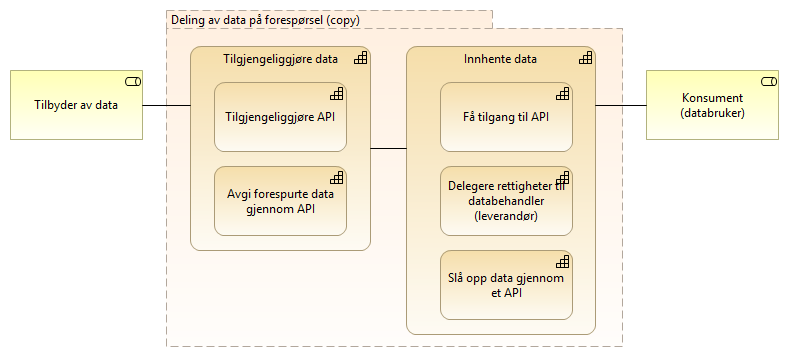 Deling av data på forespørsel (copy)
Tilbyder av data
Tilgjengeliggjøre data
Tilgjengeliggjøre API
Avgi forespurte data
gjennom API
Innhente data
Få tilgang til API
Delegere rettigheter til
databehandler
(leverandør)
Slå opp data gjennom
et API
Konsument
(databruker)